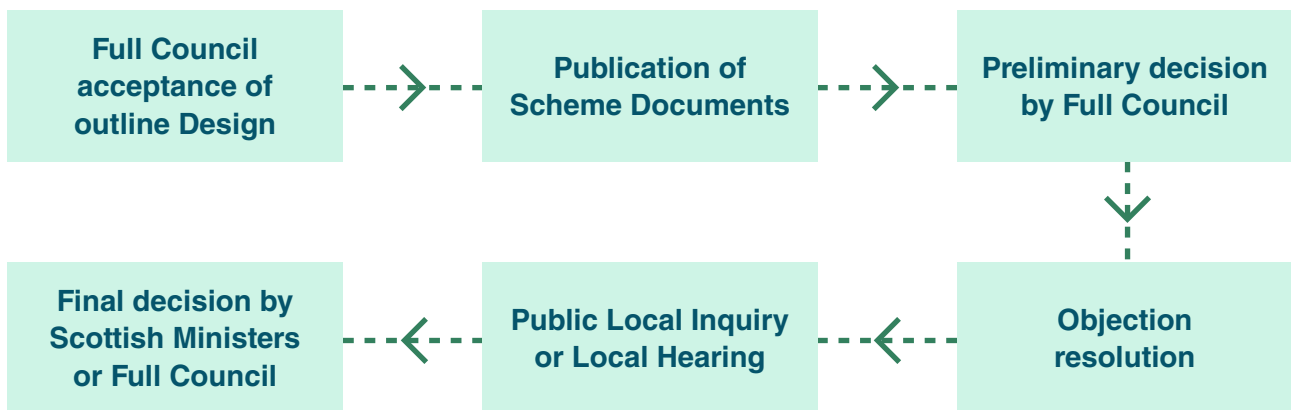 Full Council
acceptance of
outline Design
Publication of
Scheme Documents
Preliminary decision
by Full Council
Objection
resolution
Public Local Inquiry
or Local Hearing
Final decision by
Scottish Ministers
or Full Council